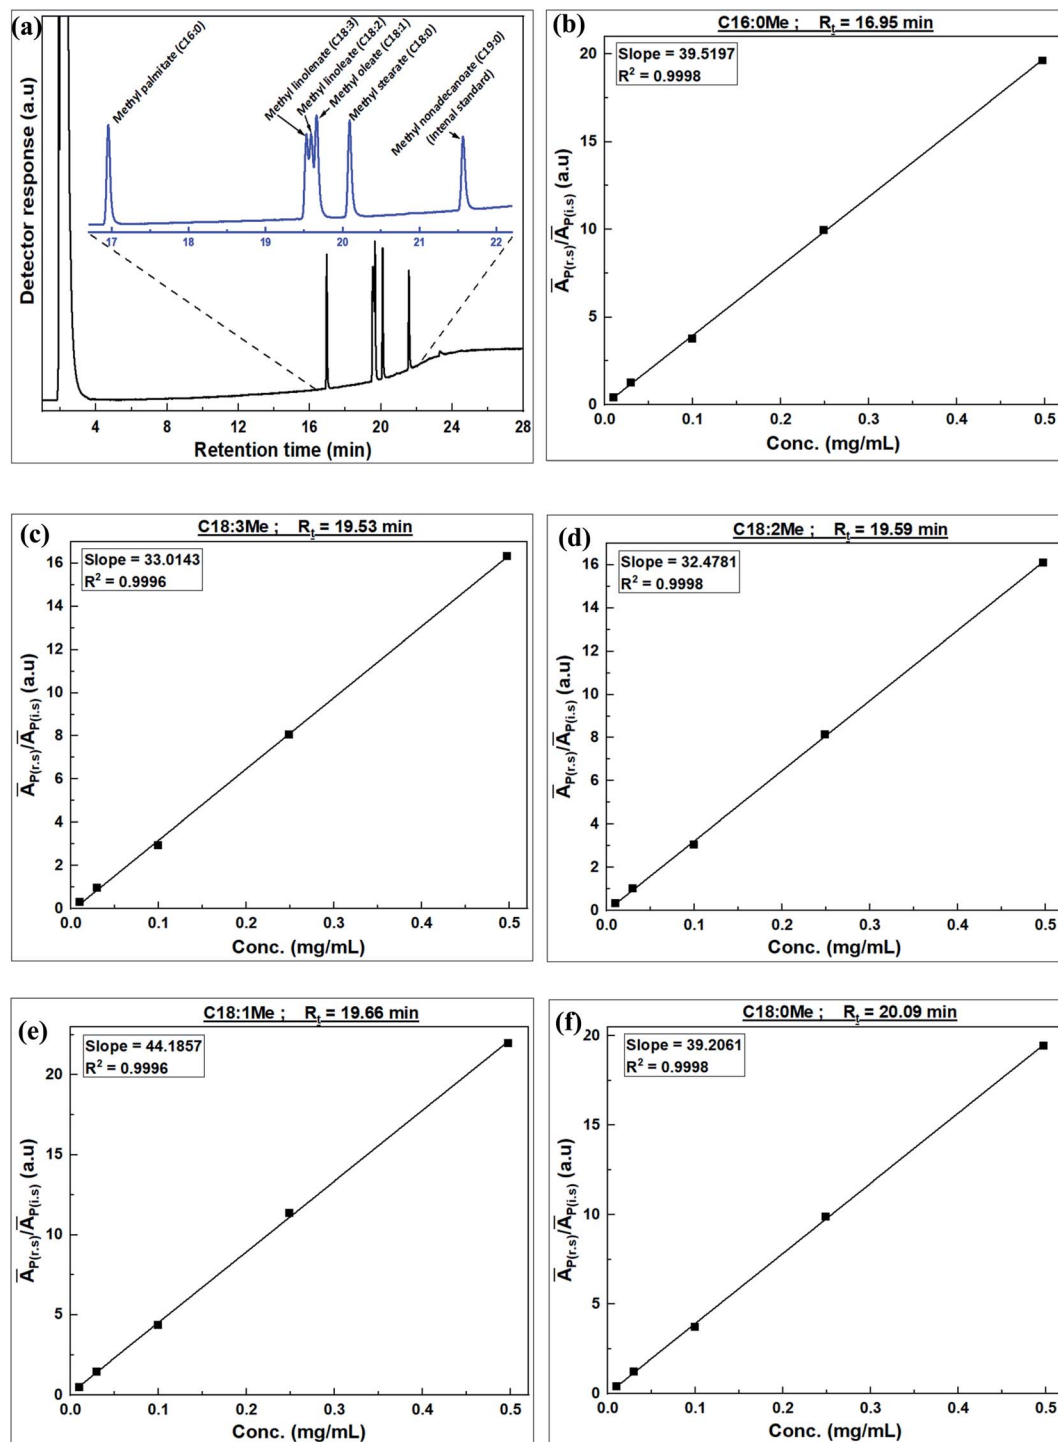 (a)
Methyl palmitate (C16:0)
Methyl linolenate (C18:3)
Methyl linoleate (C18:2)
Methyl oleate (C18:1)
Methyl stearate (C18:0)
Methyl nonadecanoate (C19:0)
(Intenal standard)
Detector response (a.u)
17 18 19 20 21 22
4 8 12 16 20 24 28
Retention time (min)
(b)
C16:0Me ; Rt = 16.95 min
Slope = 39.5197
R² = 0.9998
A̅P(r.s)/A̅P(i.s) (a.u)
20
15
10
5
0
0.0 0.1 0.2 0.3 0.4 0.5
Conc. (mg/mL)
(c)
C18:3Me ; Rt = 19.53 min
Slope = 33.0143
R² = 0.9996
A̅P(r.s)/A̅P(i.s) (a.u)
16
14
12
10
8
6
4
2
0
0.0 0.1 0.2 0.3 0.4 0.5
Conc. (mg/mL)
(d)
C18:2Me ; Rt = 19.59 min
Slope = 32.4781
R² = 0.9998
A̅P(r.s)/A̅P(i.s) (a.u)
16
14
12
10
8
6
4
2
0
0.0 0.1 0.2 0.3 0.4 0.5
Conc. (mg/mL)
(e)
C18:1Me ; Rt = 19.66 min
Slope = 44.1857
R² = 0.9996
A̅P(r.s)/A̅P(i.s) (a.u)
20
15
10
5
0
0.0 0.1 0.2 0.3 0.4 0.5
Conc. (mg/mL)
(f)
C18:0Me ; Rt = 20.09 min
Slope = 39.2061
R² = 0.9998
A̅P(r.s)/A̅P(i.s) (a.u)
20
15
10
5
0
0.0 0.1 0.2 0.3 0.4 0.5
Conc. (mg/mL)